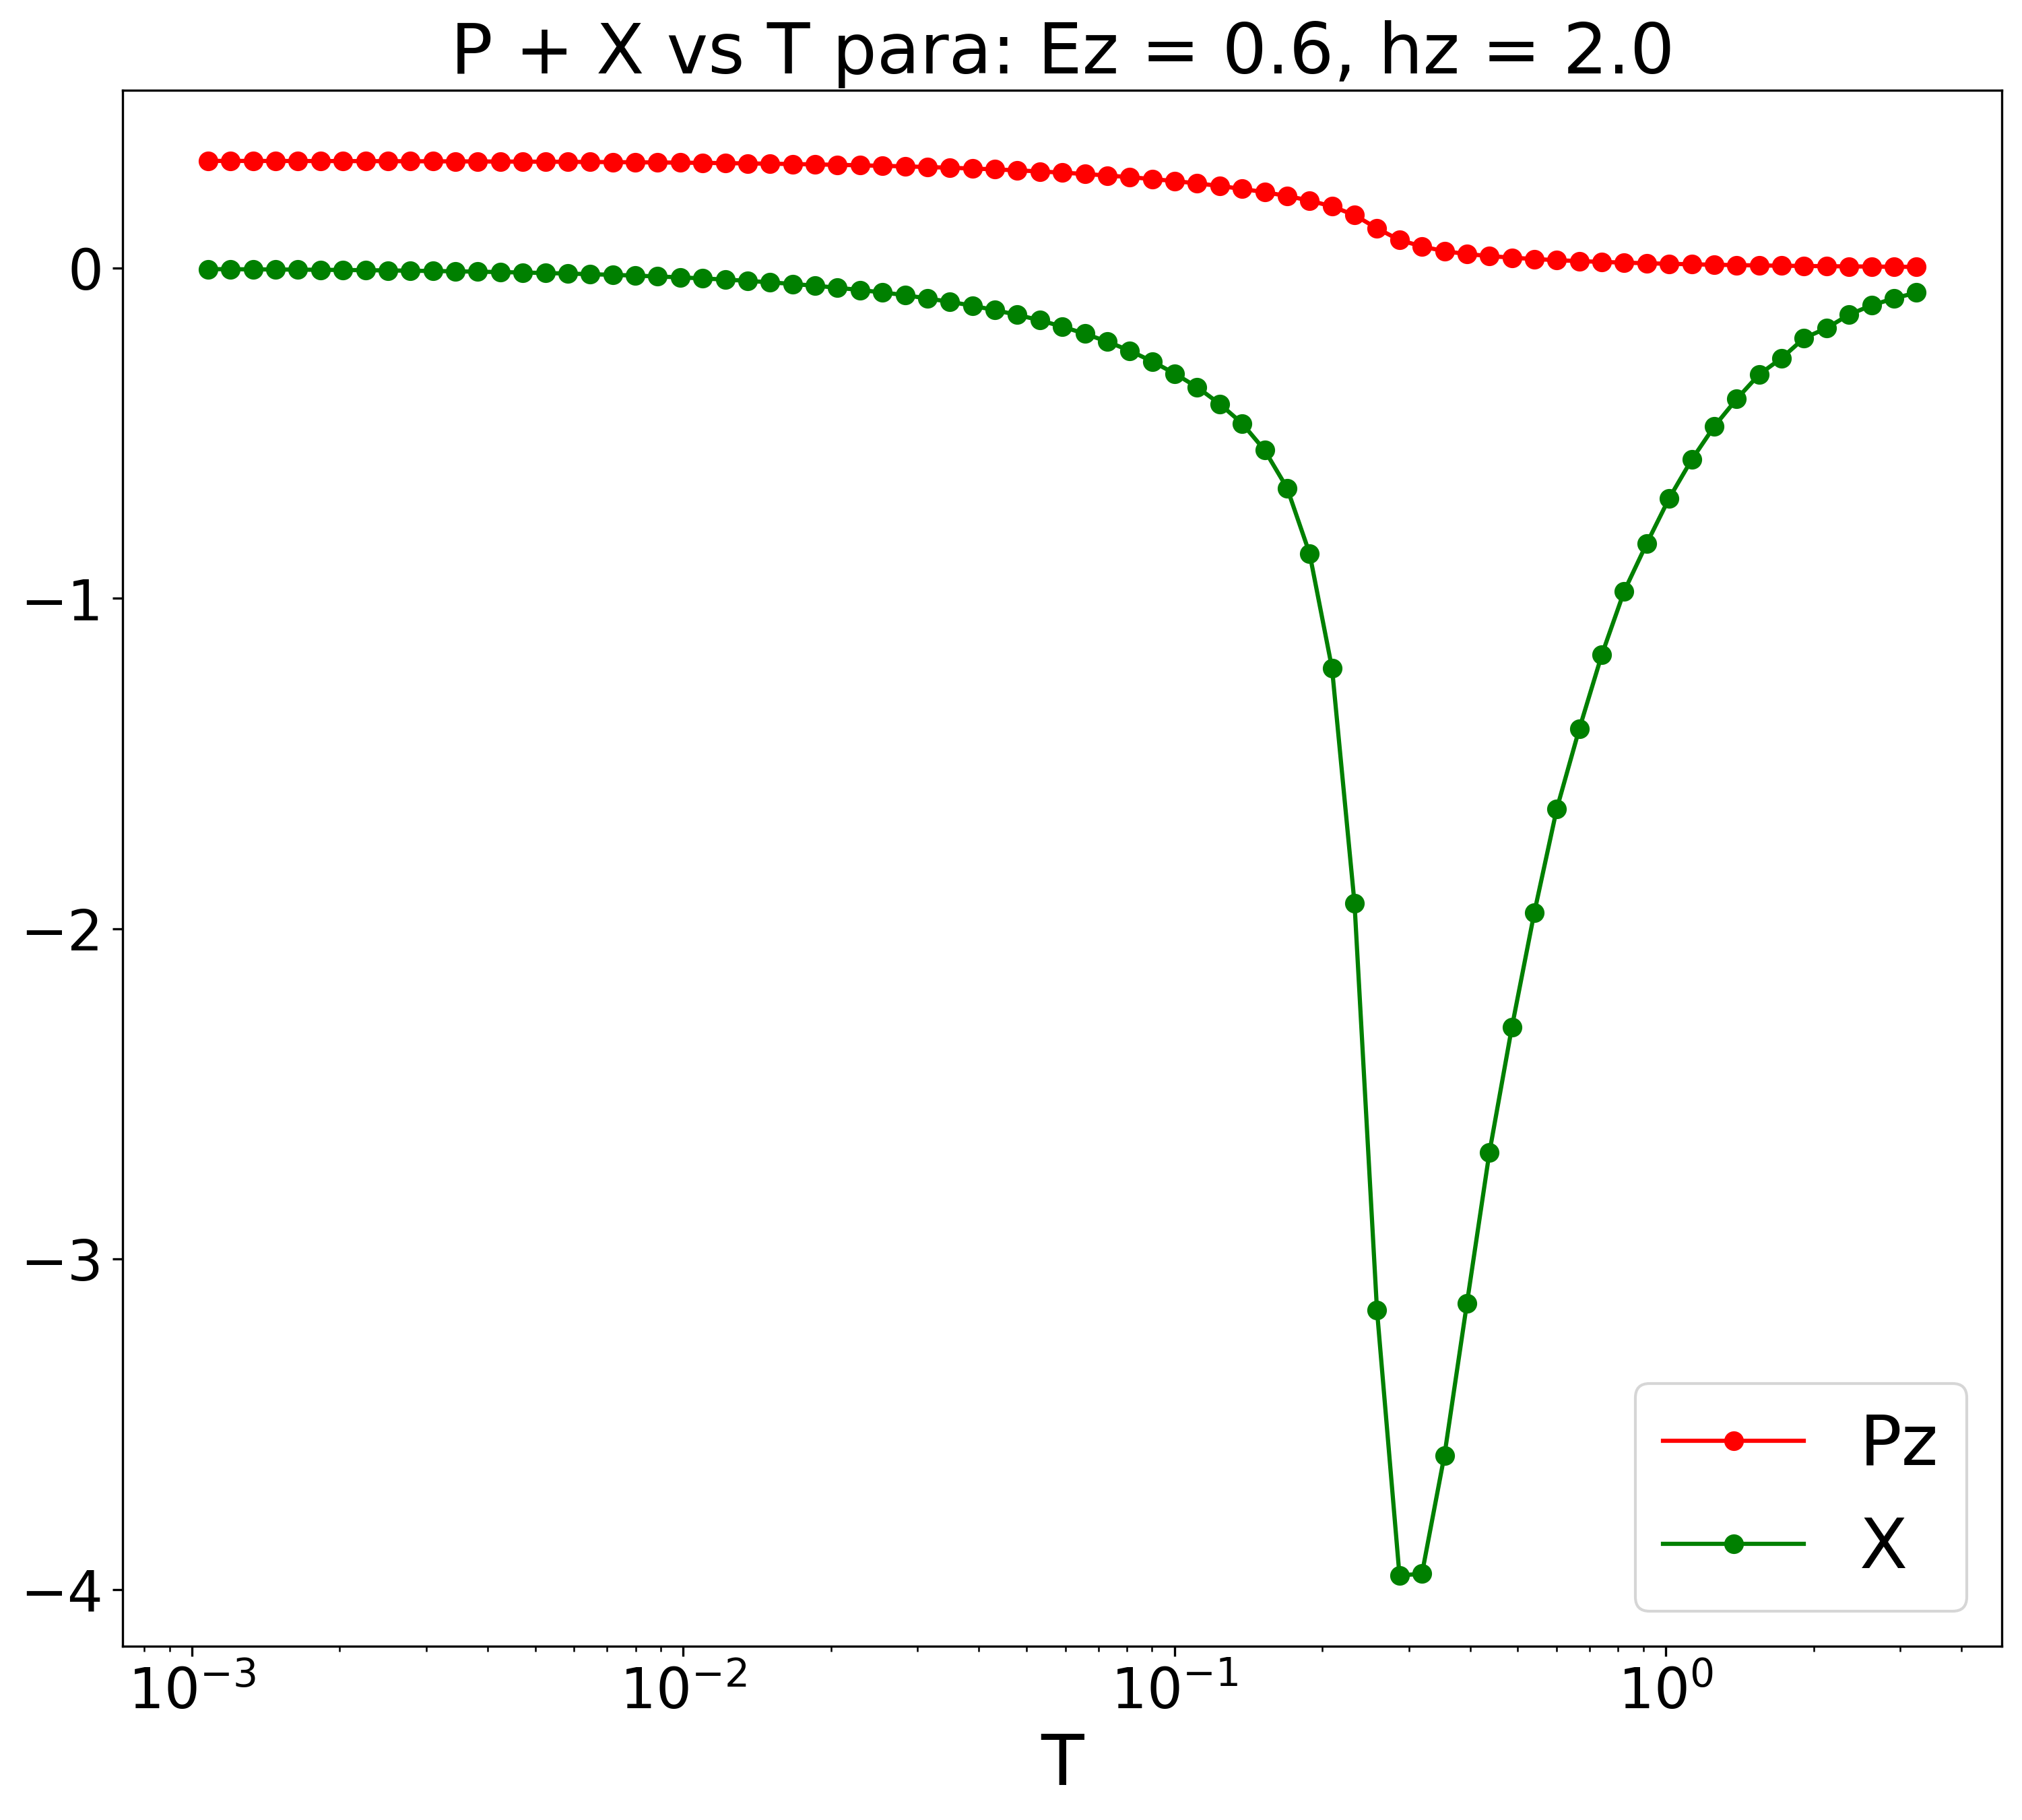 P + X vs T para: Ez = 0.6, hz = 2.0
0
−1
−2
−3
−4
Pz
X
10⁻³ 10⁻² 10⁻¹ 10⁰
T